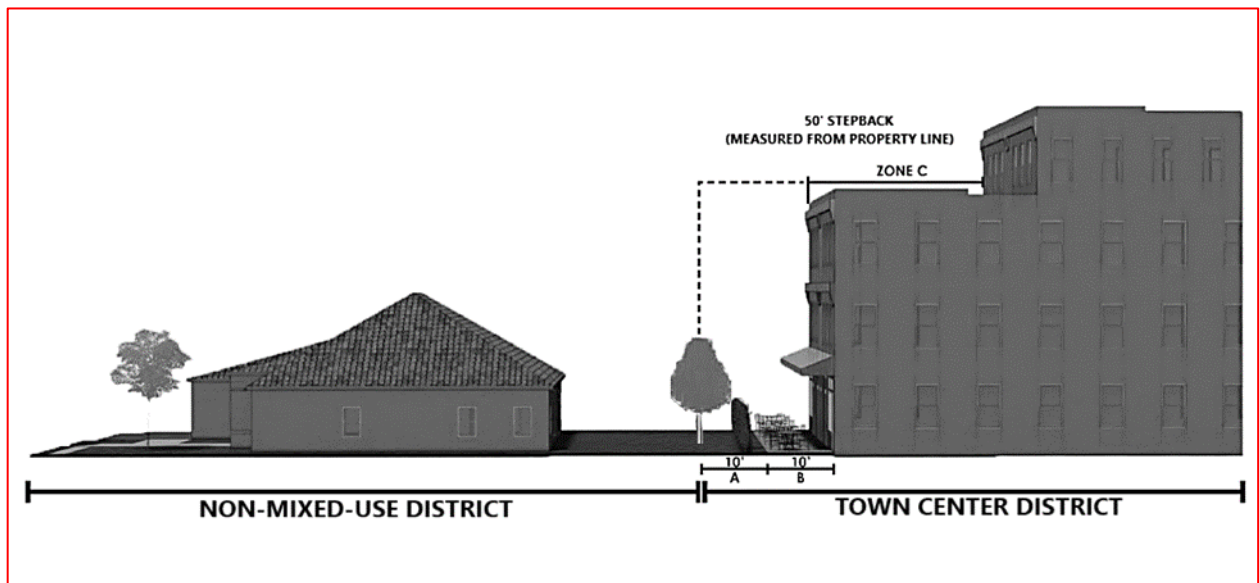 50' STEPBACK
(MEASURED FROM PROPERTY LINE)
ZONE C
10' 10'
A B
NON-MIXED-USE DISTRICT
TOWN CENTER DISTRICT